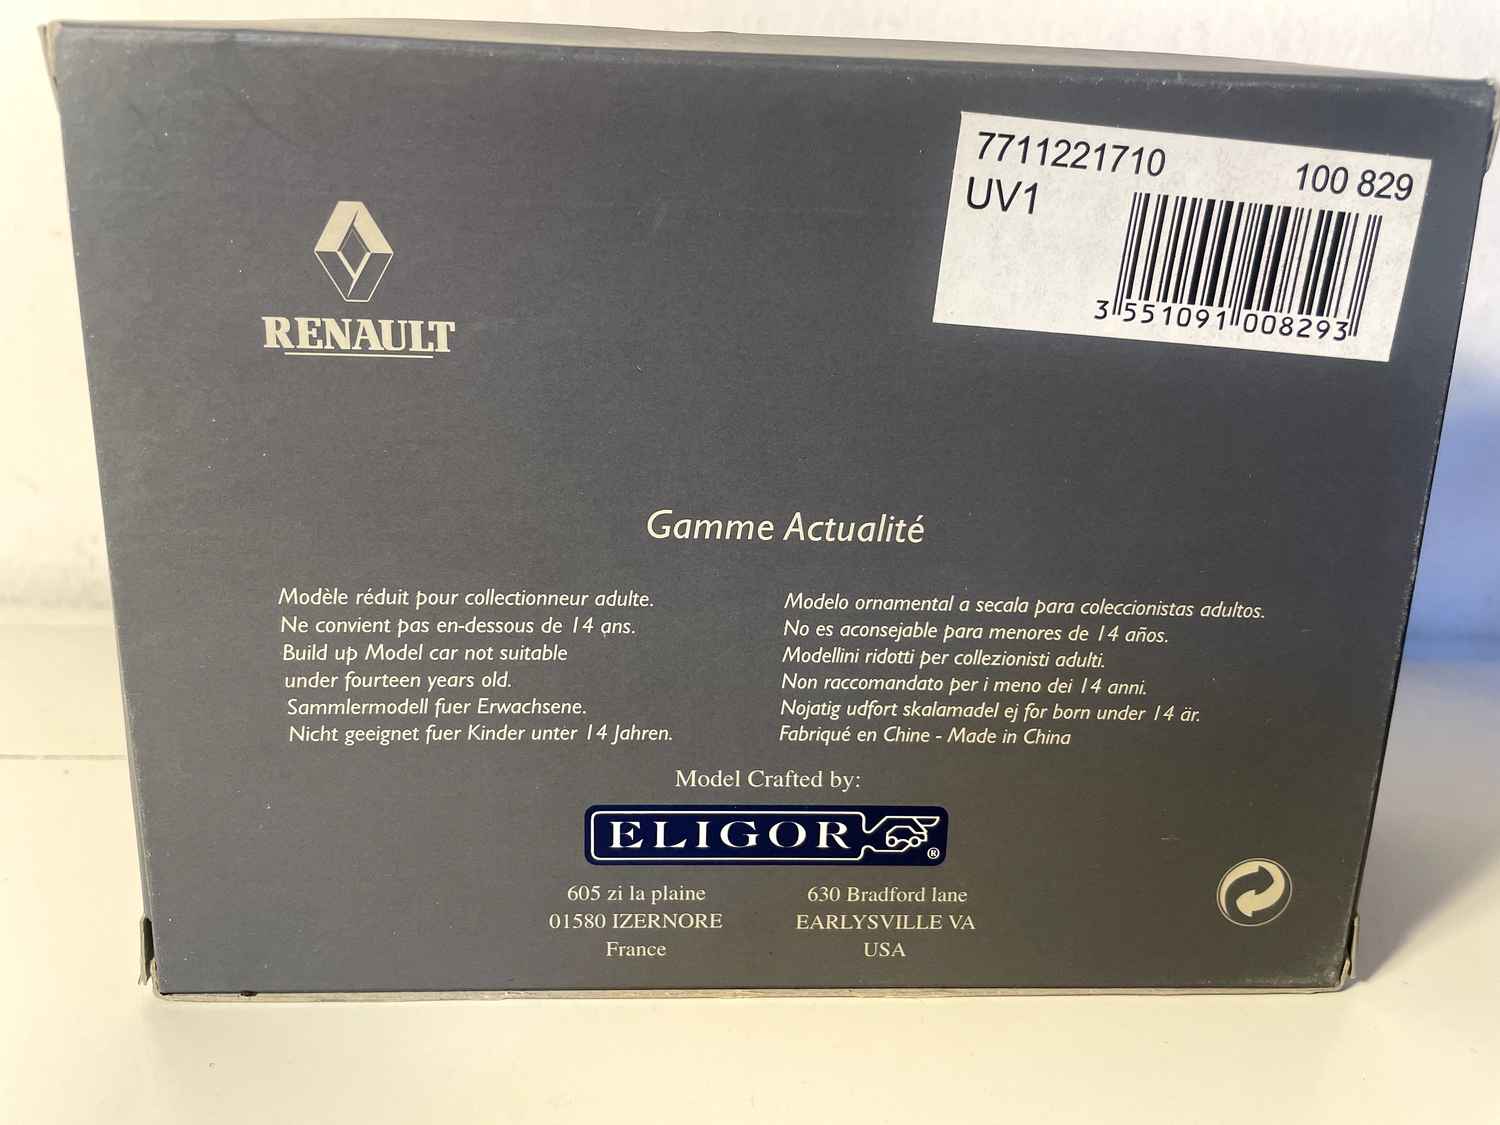 7711221710
100 829
UV1
3 551091 008293
RENAULT
Gamme Actualité
Modèle réduit pour collectionneur adulte.
Ne convient pas en-dessous de 14 ans.
Build up Model car not suitable
under fourteen years old.
Sammlermodell fuer Erwachsene.
Nicht geeignet fuer Kinder unter 14 Jahren.
Modelo ornamental a secala para coleccionistas adultos.
No es aconsejable para menores de 14 años.
Modellini ridotti per collezionisti adulti.
Non raccomandato per i meno dei 14 anni.
Nojatig udfort skalamadel ej for born under 14 är.
Fabriqué en Chine - Made in China
Model Crafted by:
ELIGOR ®
605 zi la plaine
01580 IZERNORE
France
630 Bradford lane
EARLYSVILLE VA
USA